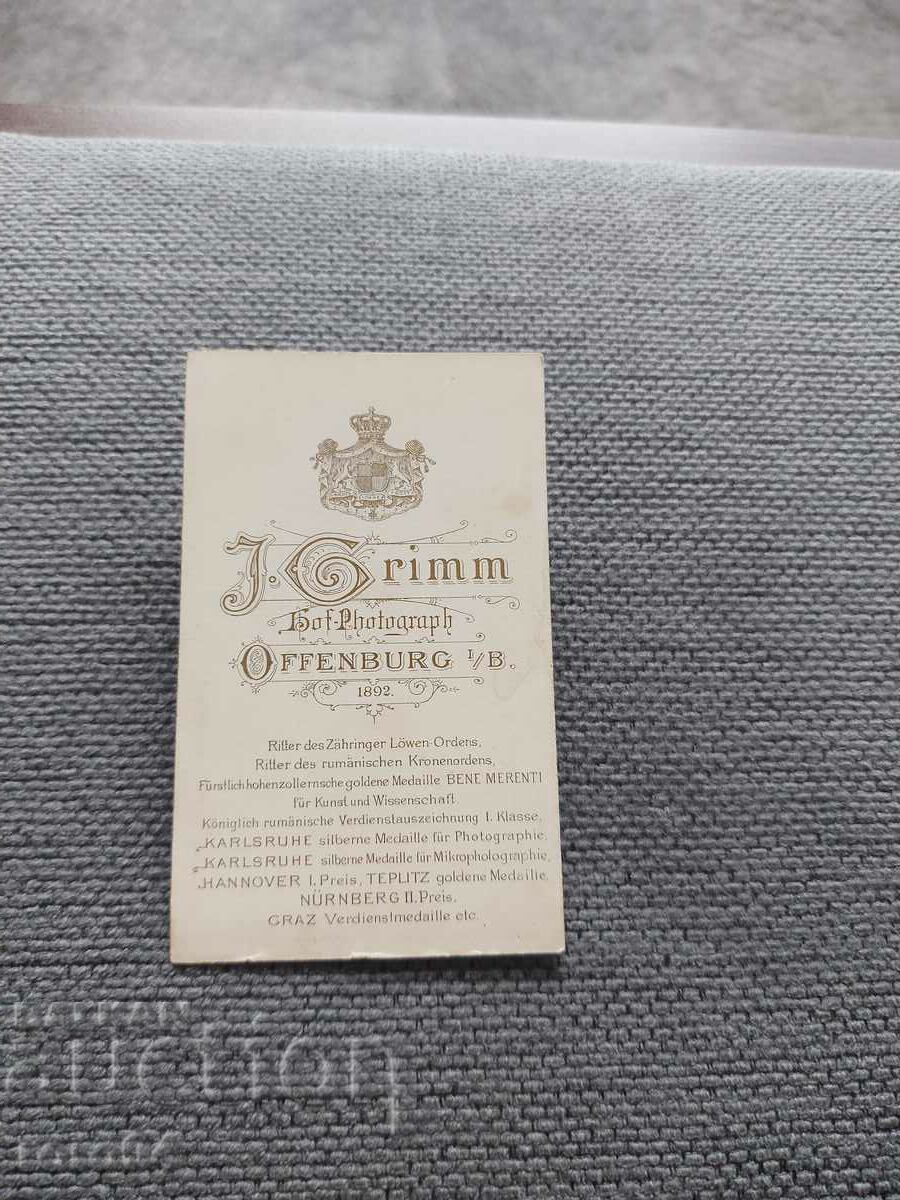 J. Grimm
Hof-Photograph
OFFENBURG I/B.
1892.
Ritter des Zähringer Löwen-Ordens,
Ritter des rumänischen Kronenordens,
Fürstlich hohenzollernsche goldene Medaille BENE MERENTI
für Kunst und Wissenschaft.
Königlich rumänische Verdienstauszeichnung I. Klasse,
KARLSRUHE silberne Medaille für Photographie,
KARLSRUHE silberne Medaille für Mikrophotographie,
HANNOVER I. Preis, TEPLITZ goldene Medaille,
NÜRNBERG II. Preis,
GRAZ Verdienstmedaille etc.
BALKAN
Auction